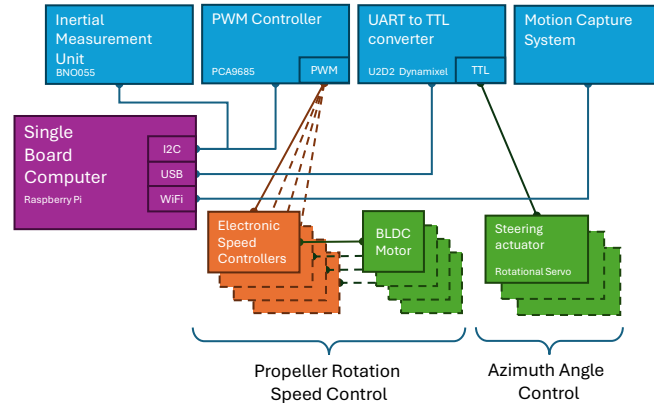 Inertial
Measurement
Unit
BNO055
PWM Controller
PCA9685
PWM
UART to TTL
converter
U2D2 Dynamixel
TTL
Motion Capture
System
Single
Board
Computer
Raspberry Pi
I2C
USB
WiFi
Electronic
Speed
Controllers
BLDC
Motor
Steering
actuator
Rotational Servo
Propeller Rotation
Speed Control
Azimuth Angle
Control